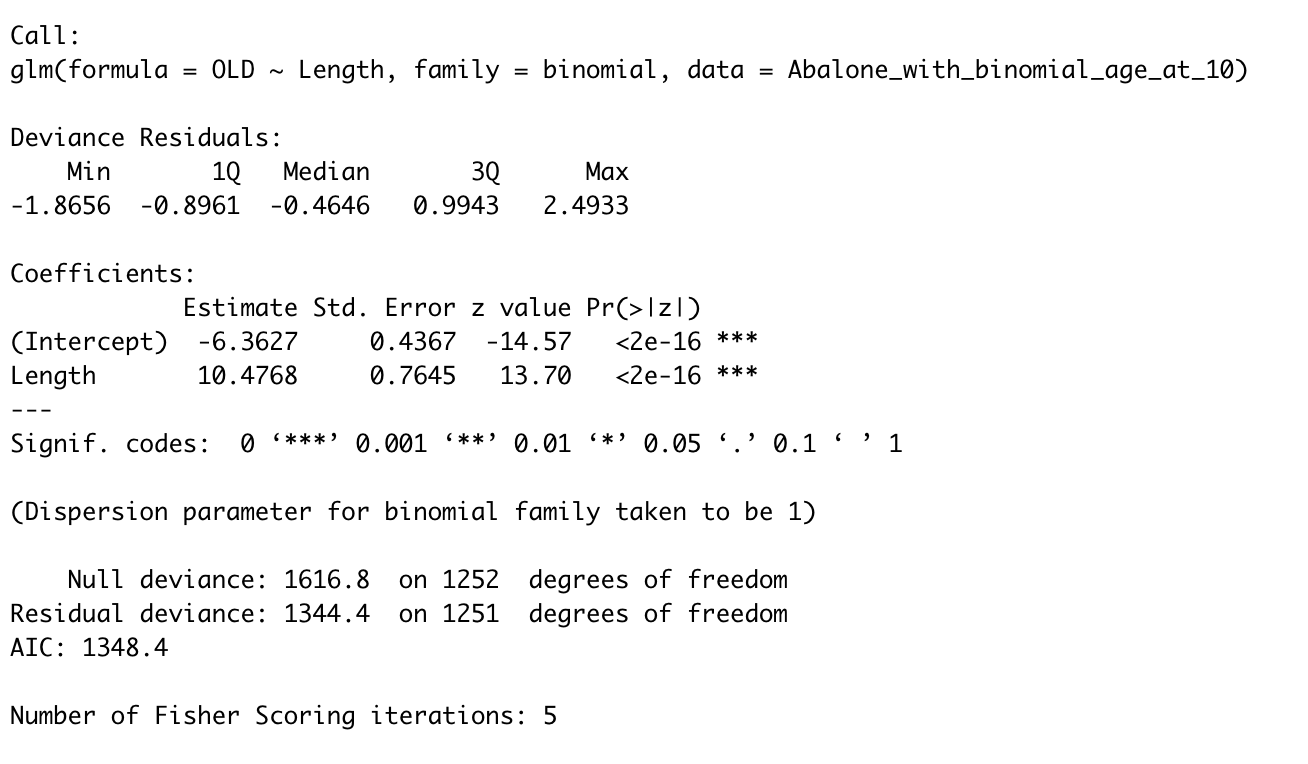 Call:
glm(formula = OLD ~ Length, family = binomial, data = Abalone_with_binomial_age_at_10)
Deviance Residuals:
    Min       1Q   Median       3Q      Max
-1.8656  -0.8961  -0.4646   0.9943   2.4933
Coefficients:
            Estimate Std. Error z value Pr(>|z|)
(Intercept)  -6.3627     0.4367  -14.57   <2e-16 ***
Length       10.4768     0.7645   13.70   <2e-16 ***
---
Signif. codes:  0 ‘***’ 0.001 ‘**’ 0.01 ‘*’ 0.05 ‘.’ 0.1 ‘ ’ 1
(Dispersion parameter for binomial family taken to be 1)
    Null deviance: 1616.8  on 1252  degrees of freedom
Residual deviance: 1344.4  on 1251  degrees of freedom
AIC: 1348.4
Number of Fisher Scoring iterations: 5